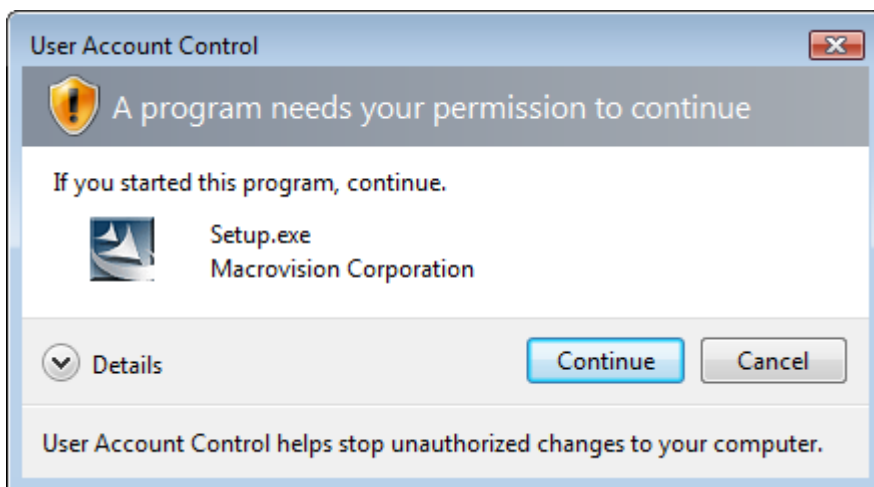 User Account Control
A program needs your permission to continue
If you started this program, continue.
Setup.exe
Macrovision Corporation
Details
Continue
Cancel
User Account Control helps stop unauthorized changes to your computer.